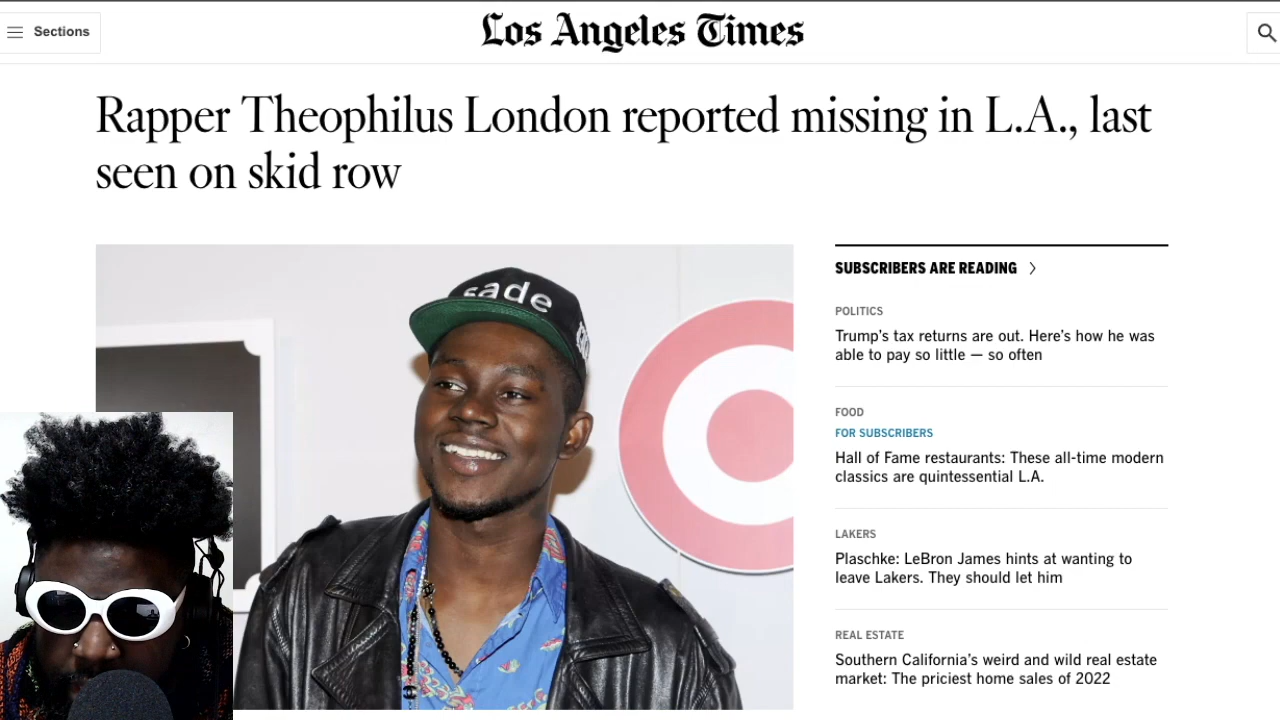 Sections
Los Angeles Times
Rapper Theophilus London reported missing in L.A., last
seen on skid row
sade
SUBSCRIBERS ARE READING
POLITICS
Trump’s tax returns are out. Here’s how he was
able to pay so little — so often
FOOD
FOR SUBSCRIBERS
Hall of Fame restaurants: These all-time modern
classics are quintessential L.A.
LAKERS
Plaschke: LeBron James hints at wanting to
leave Lakers. They should let him
REAL ESTATE
Southern California’s weird and wild real estate
market: The priciest home sales of 2022